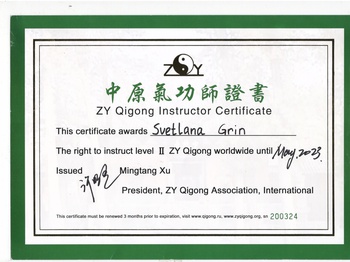 ZY
中原氣功師證書
ZY Qigong Instructor Certificate
This certificate awards Svetlana Grin
The right to instruct level II ZY Qigong worldwide until May, 2023
Issued Mingtang Xu
President, ZY Qigong Association, International
This certificate must be renewed 3 months prior to expiration, visit www.qigong.ru, www.zyqigong.org, sn 200324